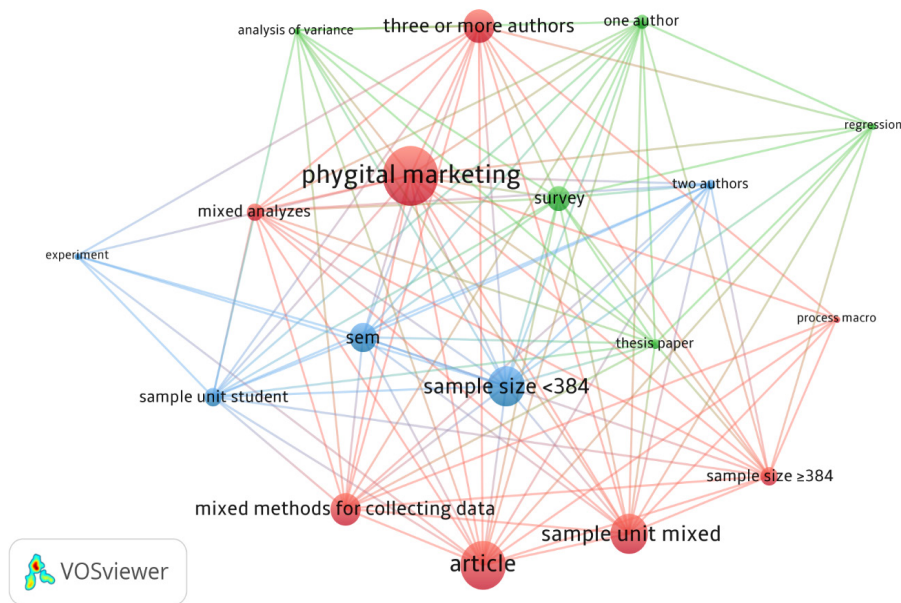 three or more authors
one author
analysis of variance
regression
phygital marketing
two authors
survey
mixed analyzes
experiment
process macro
sem
thesis paper
sample size <384
sample unit student
sample size ≥384
mixed methods for collecting data
sample unit mixed
article
VOSviewer